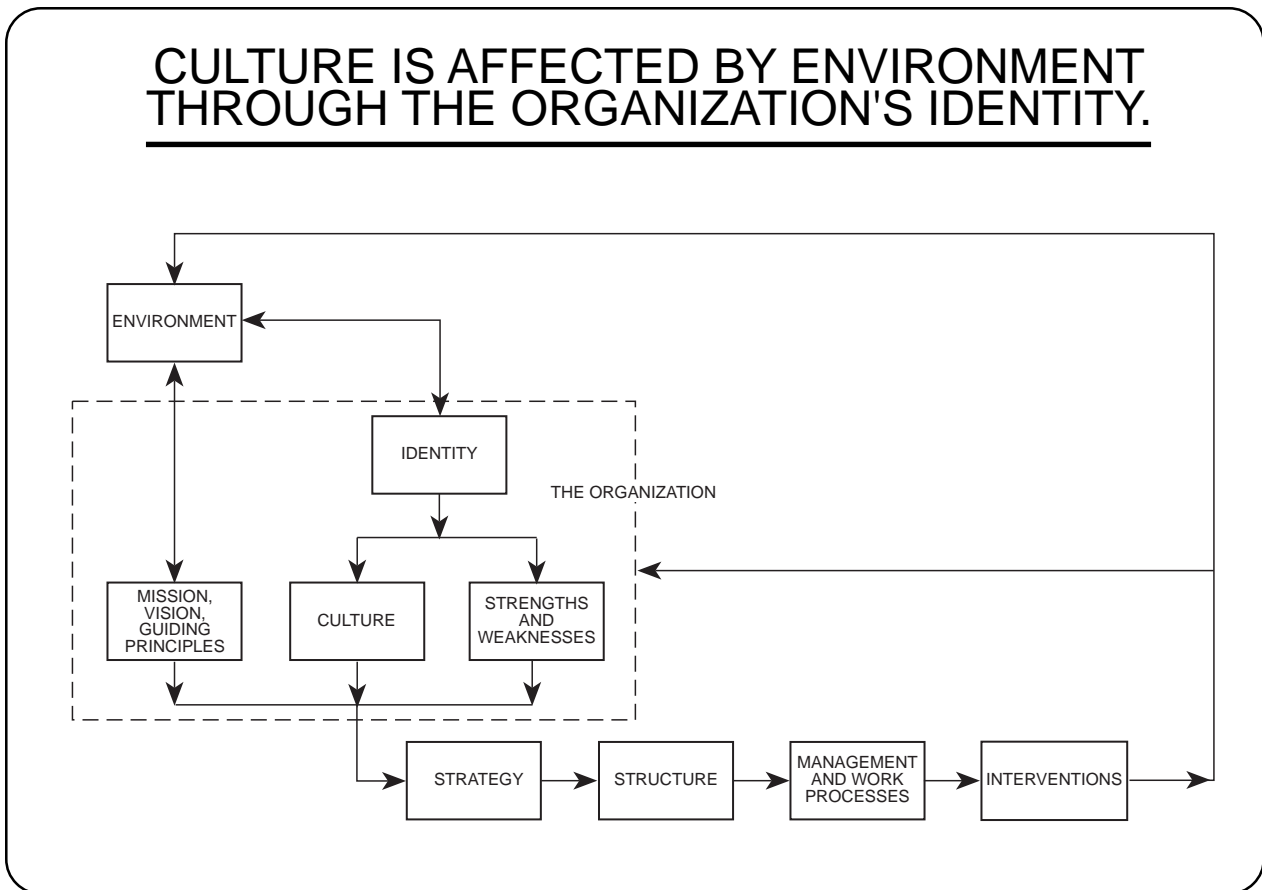 CULTURE IS AFFECTED BY ENVIRONMENT
THROUGH THE ORGANIZATION'S IDENTITY.
ENVIRONMENT
IDENTITY
THE ORGANIZATION
MISSION,
VISION,
GUIDING
PRINCIPLES
CULTURE
STRENGTHS
AND
WEAKNESSES
STRATEGY
STRUCTURE
MANAGEMENT
AND WORK
PROCESSES
INTERVENTIONS